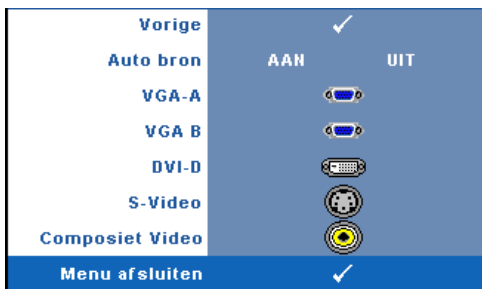 Vorige
Auto bron AAN UIT
VGA-A
VGA B
DVI-D
S-Video
Composiet Video
Menu afsluiten